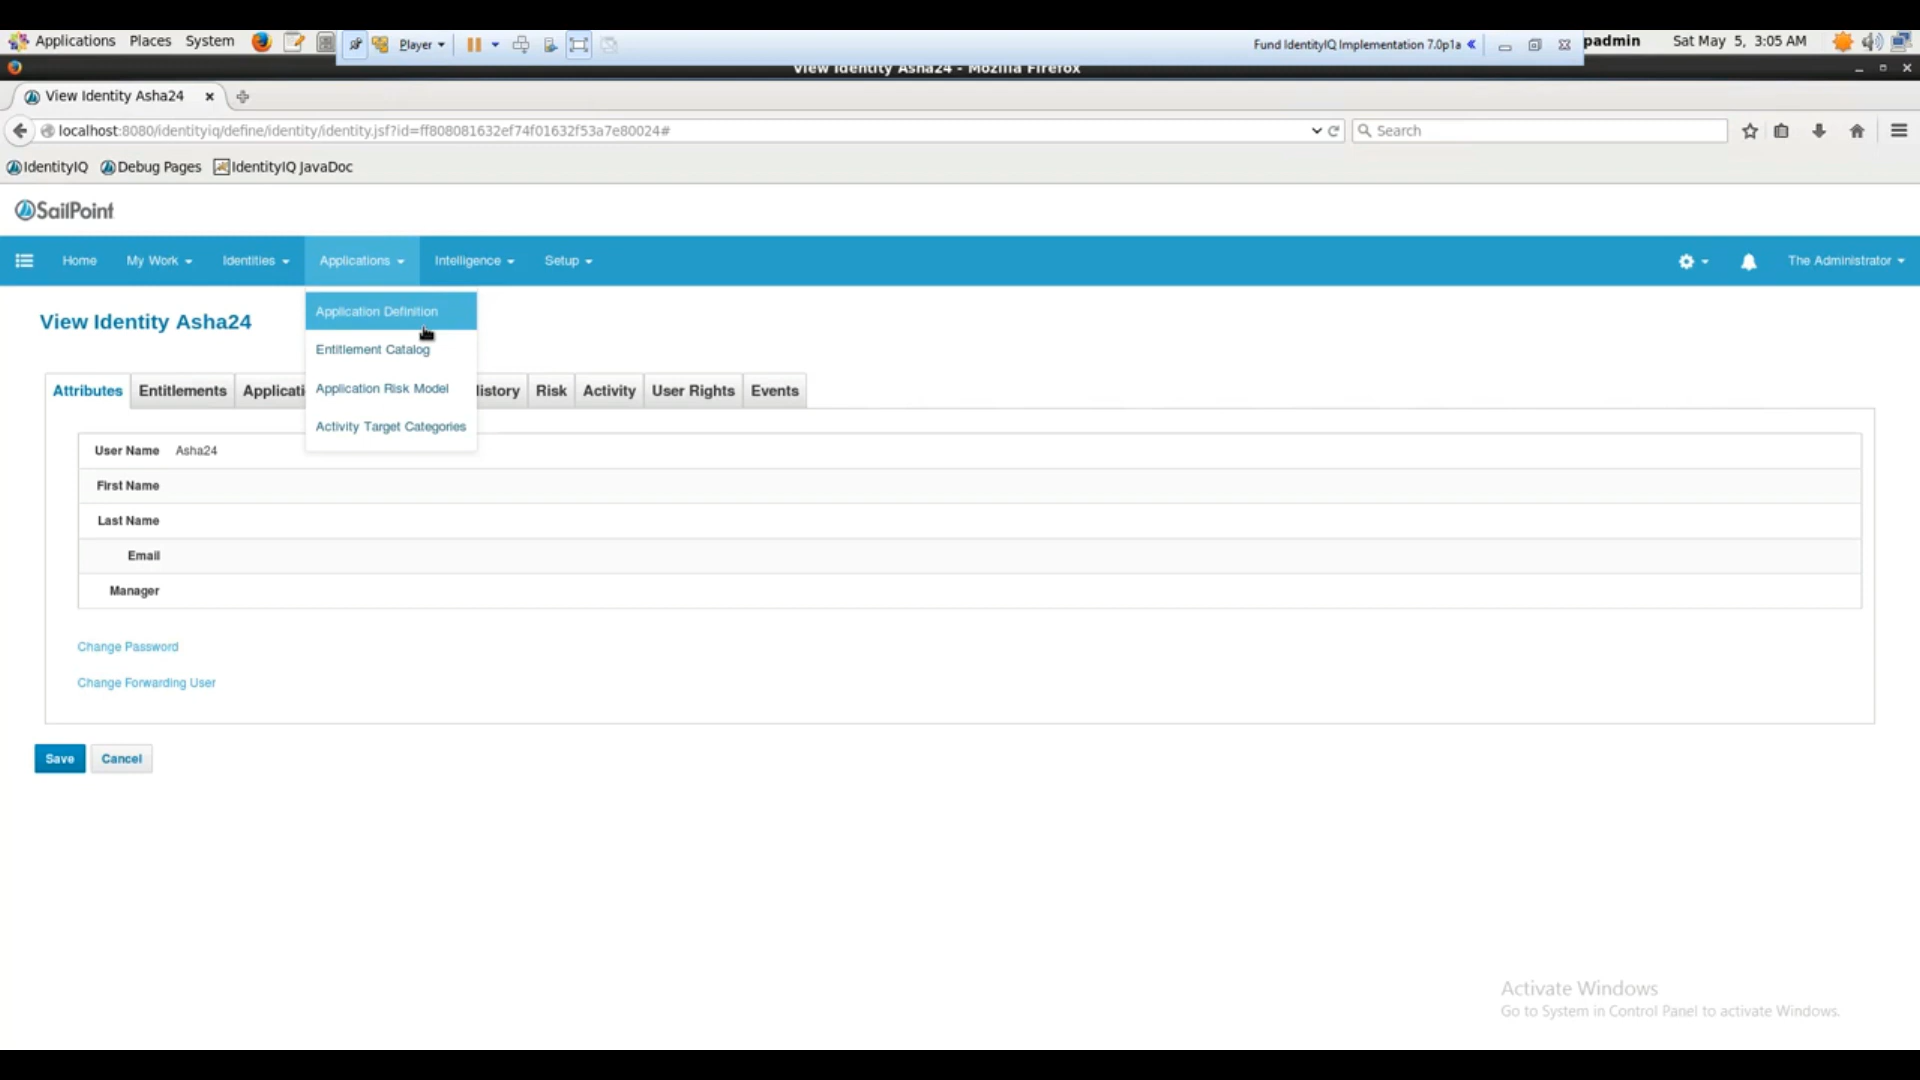 Applications Places System Player Fund IdentityIQ Implementation 7.0p1a padmin Sat May 5, 3:05 AM
View Identity Asha24 - Mozilla Firefox
View Identity Asha24
localhost:8080/identityiq/define/identity/identity.jsf?id=ff808081632ef74f01632f53a7e80024# Search
IdentityIQ Debug Pages IdentityIQ JavaDoc
SailPoint
Home My Work Identities Applications Intelligence Setup The Administrator
Application Definition
View Identity Asha24
Entitlement Catalog
Application Risk Model
Attributes Entitlements Applicati istory Risk Activity User Rights Events
Activity Target Categories
User Name Asha24
First Name
Last Name
Email
Manager
Change Password
Change Forwarding User
Save Cancel
Activate Windows
Go to System in Control Panel to activate Windows.